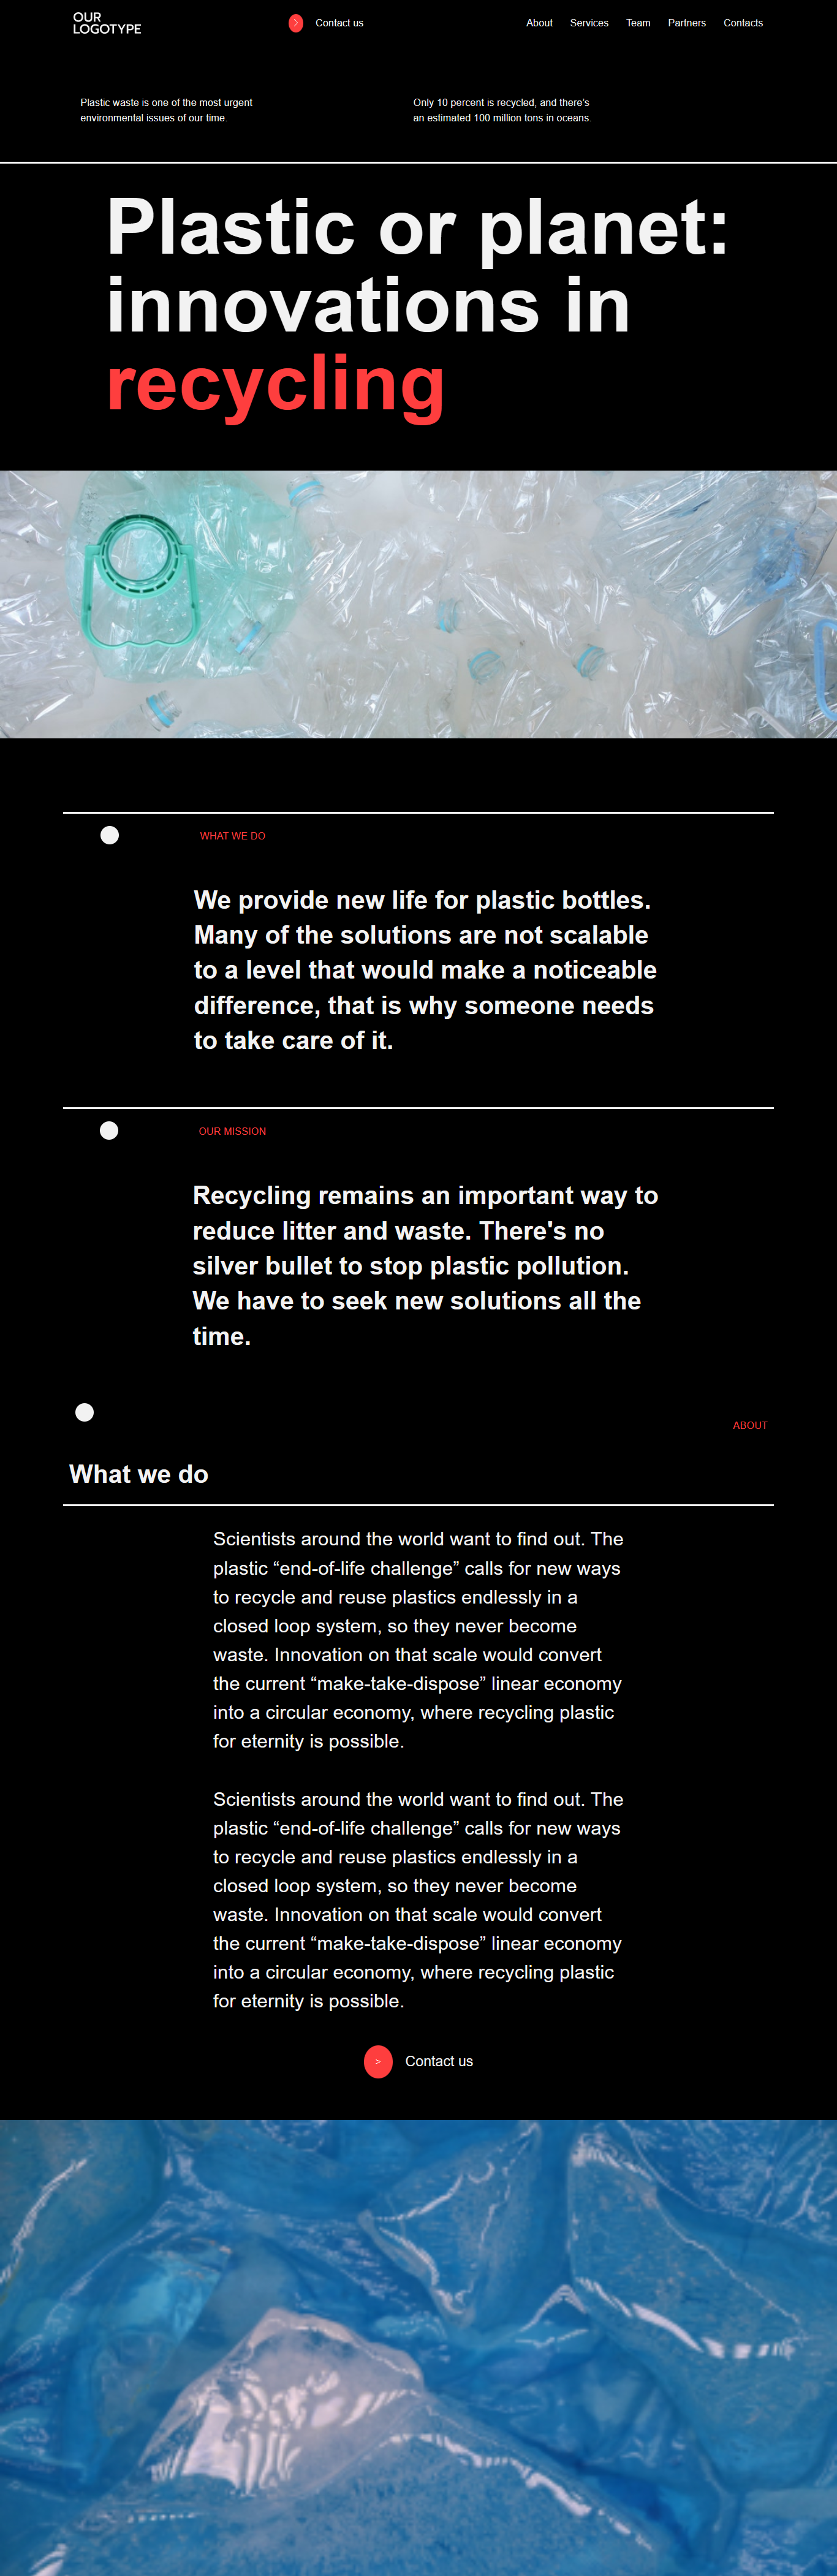 OUR
LOGOTYPE
> Contact us
About Services Team Partners Contacts
Plastic waste is one of the most urgent
environmental issues of our time.
Only 10 percent is recycled, and there's
an estimated 100 million tons in oceans.
Plastic or planet:
innovations in
recycling
WHAT WE DO
We provide new life for plastic bottles.
Many of the solutions are not scalable
to a level that would make a noticeable
difference, that is why someone needs
to take care of it.
OUR MISSION
Recycling remains an important way to
reduce litter and waste. There's no
silver bullet to stop plastic pollution.
We have to seek new solutions all the
time.
ABOUT
What we do
Scientists around the world want to find out. The
plastic “end-of-life challenge” calls for new ways
to recycle and reuse plastics endlessly in a
closed loop system, so they never become
waste. Innovation on that scale would convert
the current “make-take-dispose” linear economy
into a circular economy, where recycling plastic
for eternity is possible.
Scientists around the world want to find out. The
plastic “end-of-life challenge” calls for new ways
to recycle and reuse plastics endlessly in a
closed loop system, so they never become
waste. Innovation on that scale would convert
the current “make-take-dispose” linear economy
into a circular economy, where recycling plastic
for eternity is possible.
> Contact us